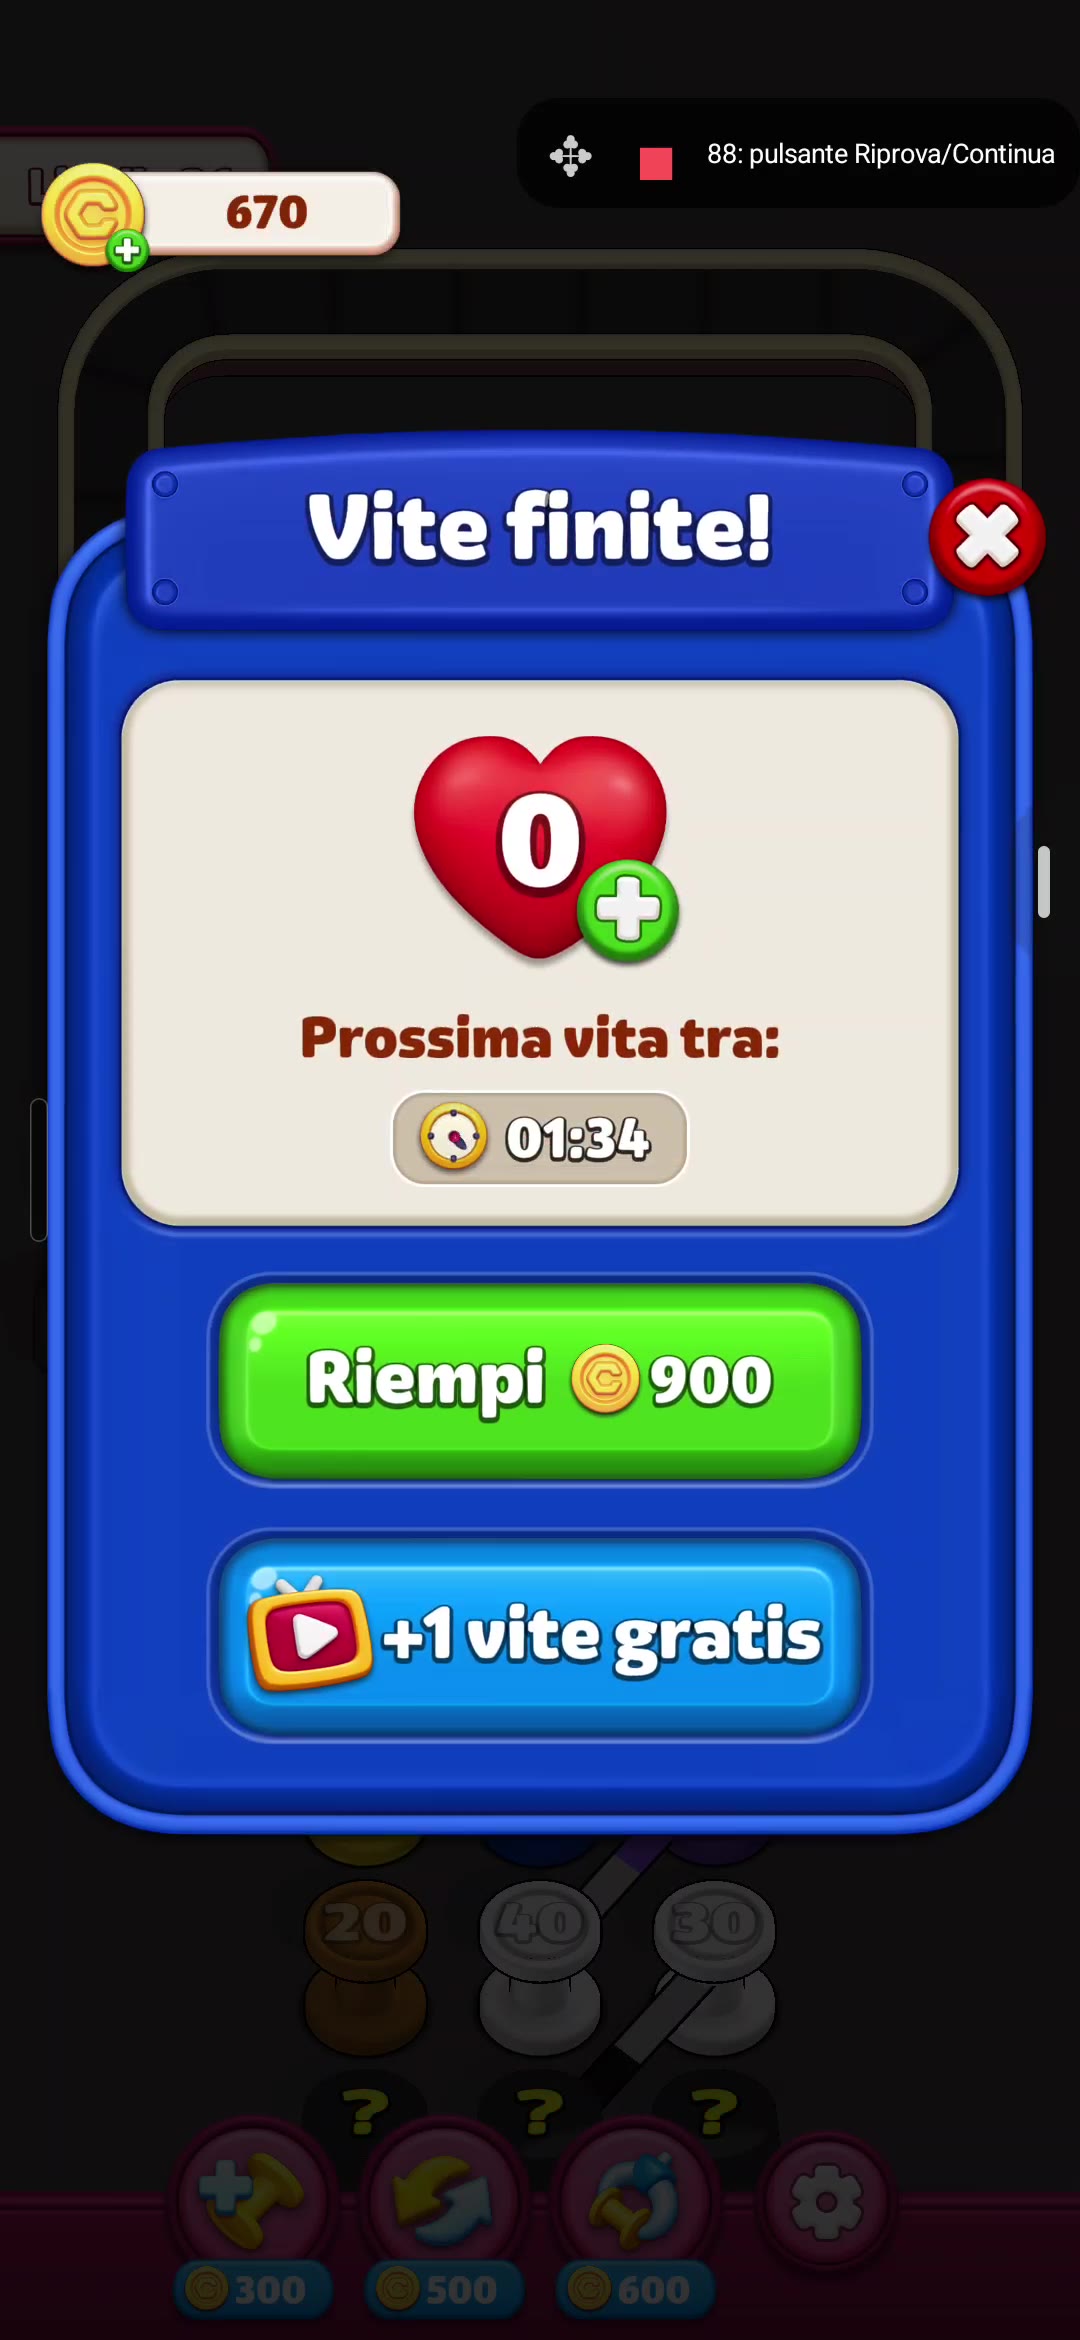 88: pulsante Riprova/Continua
670
Vite finite!
0
Prossima vita tra:
01:34
Riempi 900
+1 vite gratis
20 40 30
? ? ?
300 500 600